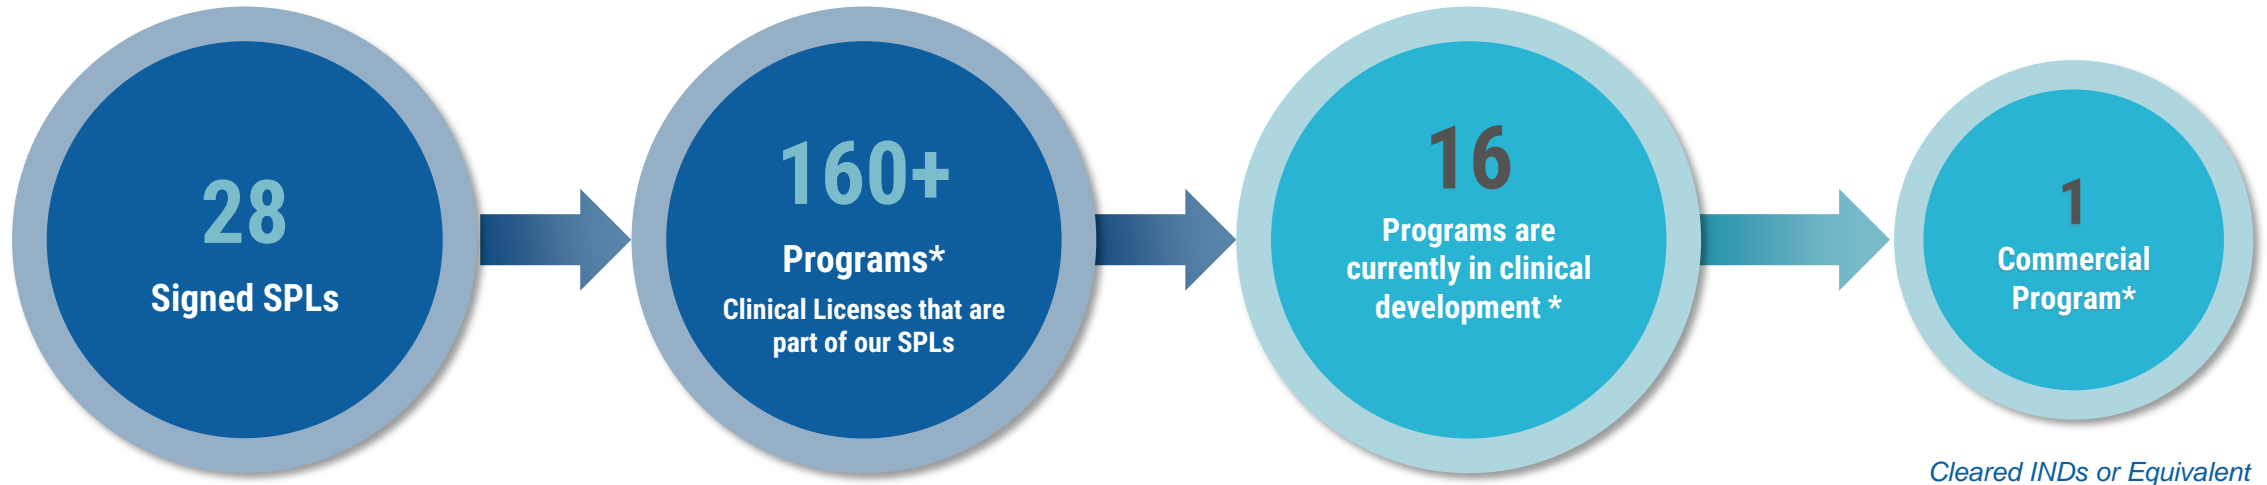 28
Signed SPLs
160+
Programs*
Clinical Licenses that are
part of our SPLs
16
Programs are
currently in clinical
development *
1
Commercial
Program*
Cleared INDs or Equivalent